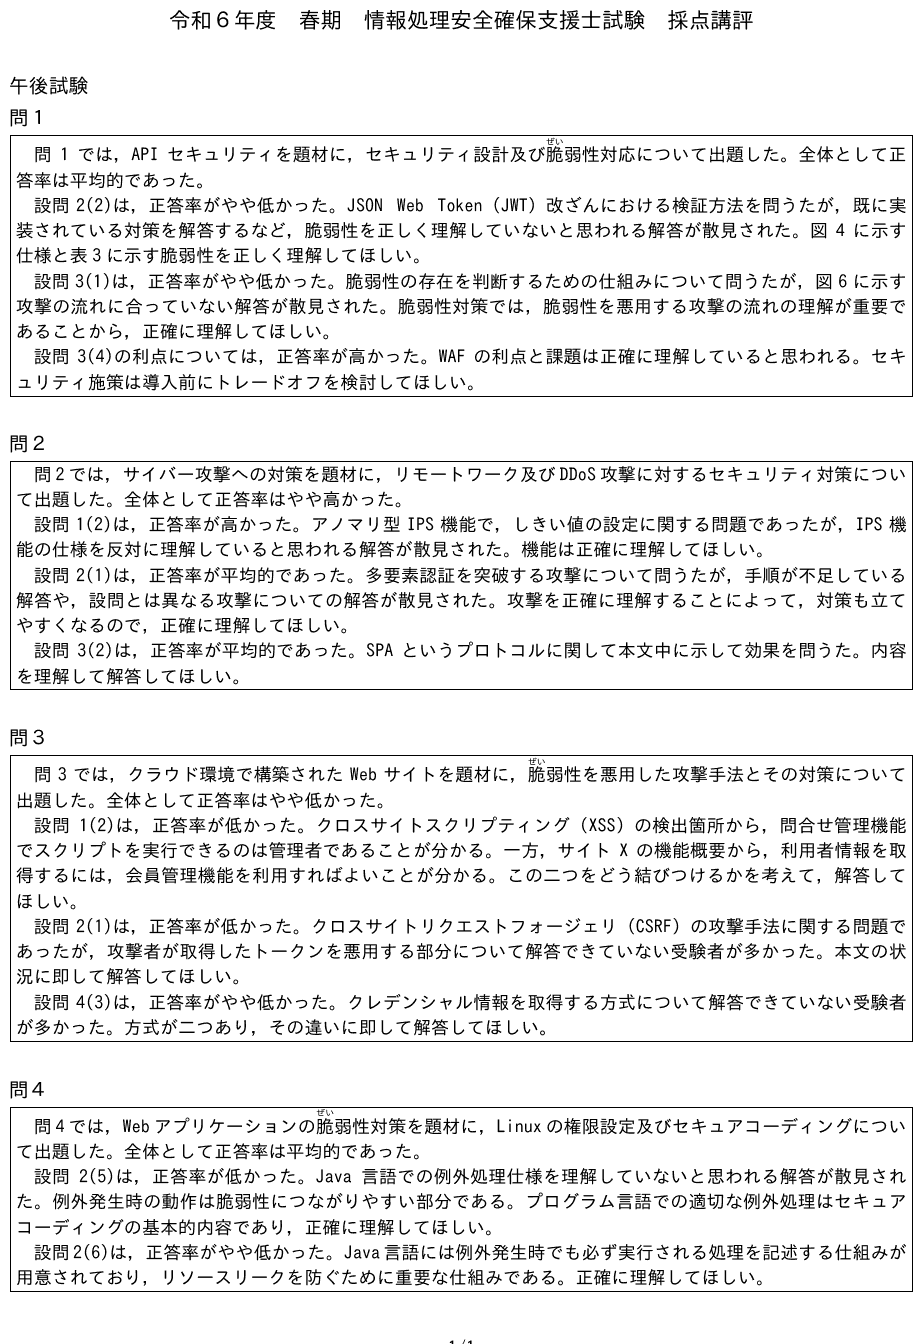 令和６年度　春期　情報処理安全確保支援士試験　採点講評
午後試験
問１
ぜい
問 1 では，API セキュリティを題材に，セキュリティ設計及び脆弱性対応について出題した。全体として正
答率は平均的であった。
設問 2(2)は，正答率がやや低かった。JSON Web Token（JWT）改ざんにおける検証方法を問うたが，既に実
装されている対策を解答するなど，脆弱性を正しく理解していないと思われる解答が散見された。図 4 に示す
仕様と表 3 に示す脆弱性を正しく理解してほしい。
設問 3(1)は，正答率がやや低かった。脆弱性の存在を判断するための仕組みについて問うたが，図 6 に示す
攻撃の流れに合っていない解答が散見された。脆弱性対策では，脆弱性を悪用する攻撃の流れの理解が重要で
あることから，正確に理解してほしい。
設問 3(4)の利点については，正答率が高かった。WAF の利点と課題は正確に理解していると思われる。セキ
ュリティ施策は導入前にトレードオフを検討してほしい。
問２
問 2 では，サイバー攻撃への対策を題材に，リモートワーク及び DDoS 攻撃に対するセキュリティ対策につい
て出題した。全体として正答率はやや高かった。
設問 1(2)は，正答率が高かった。アノマリ型 IPS 機能で，しきい値の設定に関する問題であったが，IPS 機
能の仕様を反対に理解していると思われる解答が散見された。機能は正確に理解してほしい。
設問 2(1)は，正答率が平均的であった。多要素認証を突破する攻撃について問うたが，手順が不足している
解答や，設問とは異なる攻撃についての解答が散見された。攻撃を正確に理解することによって，対策も立て
やすくなるので，正確に理解してほしい。
設問 3(2)は，正答率が平均的であった。SPA というプロトコルに関して本文中に示して効果を問うた。内容
を理解して解答してほしい。
問３
ぜい
問 3 では，クラウド環境で構築された Web サイトを題材に，脆弱性を悪用した攻撃手法とその対策について
出題した。全体として正答率はやや低かった。
設問 1(2)は，正答率が低かった。クロスサイトスクリプティング（XSS）の検出箇所から，問合せ管理機能
でスクリプトを実行できるのは管理者であることが分かる。一方，サイト X の機能概要から，利用者情報を取
得するには，会員管理機能を利用すればよいことが分かる。この二つをどう結びつけるかを考えて，解答して
ほしい。
設問 2(1)は，正答率が低かった。クロスサイトリクエストフォージェリ（CSRF）の攻撃手法に関する問題で
あったが，攻撃者が取得したトークンを悪用する部分について解答できていない受験者が多かった。本文の状
況に即して解答してほしい。
設問 4(3)は，正答率がやや低かった。クレデンシャル情報を取得する方式について解答できていない受験者
が多かった。方式が二つあり，その違いに即して解答してほしい。
問４
ぜい
問 4 では，Web アプリケーションの脆弱性対策を題材に，Linux の権限設定及びセキュアコーディングについ
て出題した。全体として正答率は平均的であった。
設問 2(5)は，正答率が低かった。Java 言語での例外処理仕様を理解していないと思われる解答が散見され
た。例外発生時の動作は脆弱性につながりやすい部分である。プログラム言語での適切な例外処理はセキュア
コーディングの基本的内容であり，正確に理解してほしい。
設問 2(6)は，正答率がやや低かった。Java 言語には例外発生時でも必ず実行される処理を記述する仕組みが
用意されており，リソースリークを防ぐために重要な仕組みである。正確に理解してほしい。
1/1